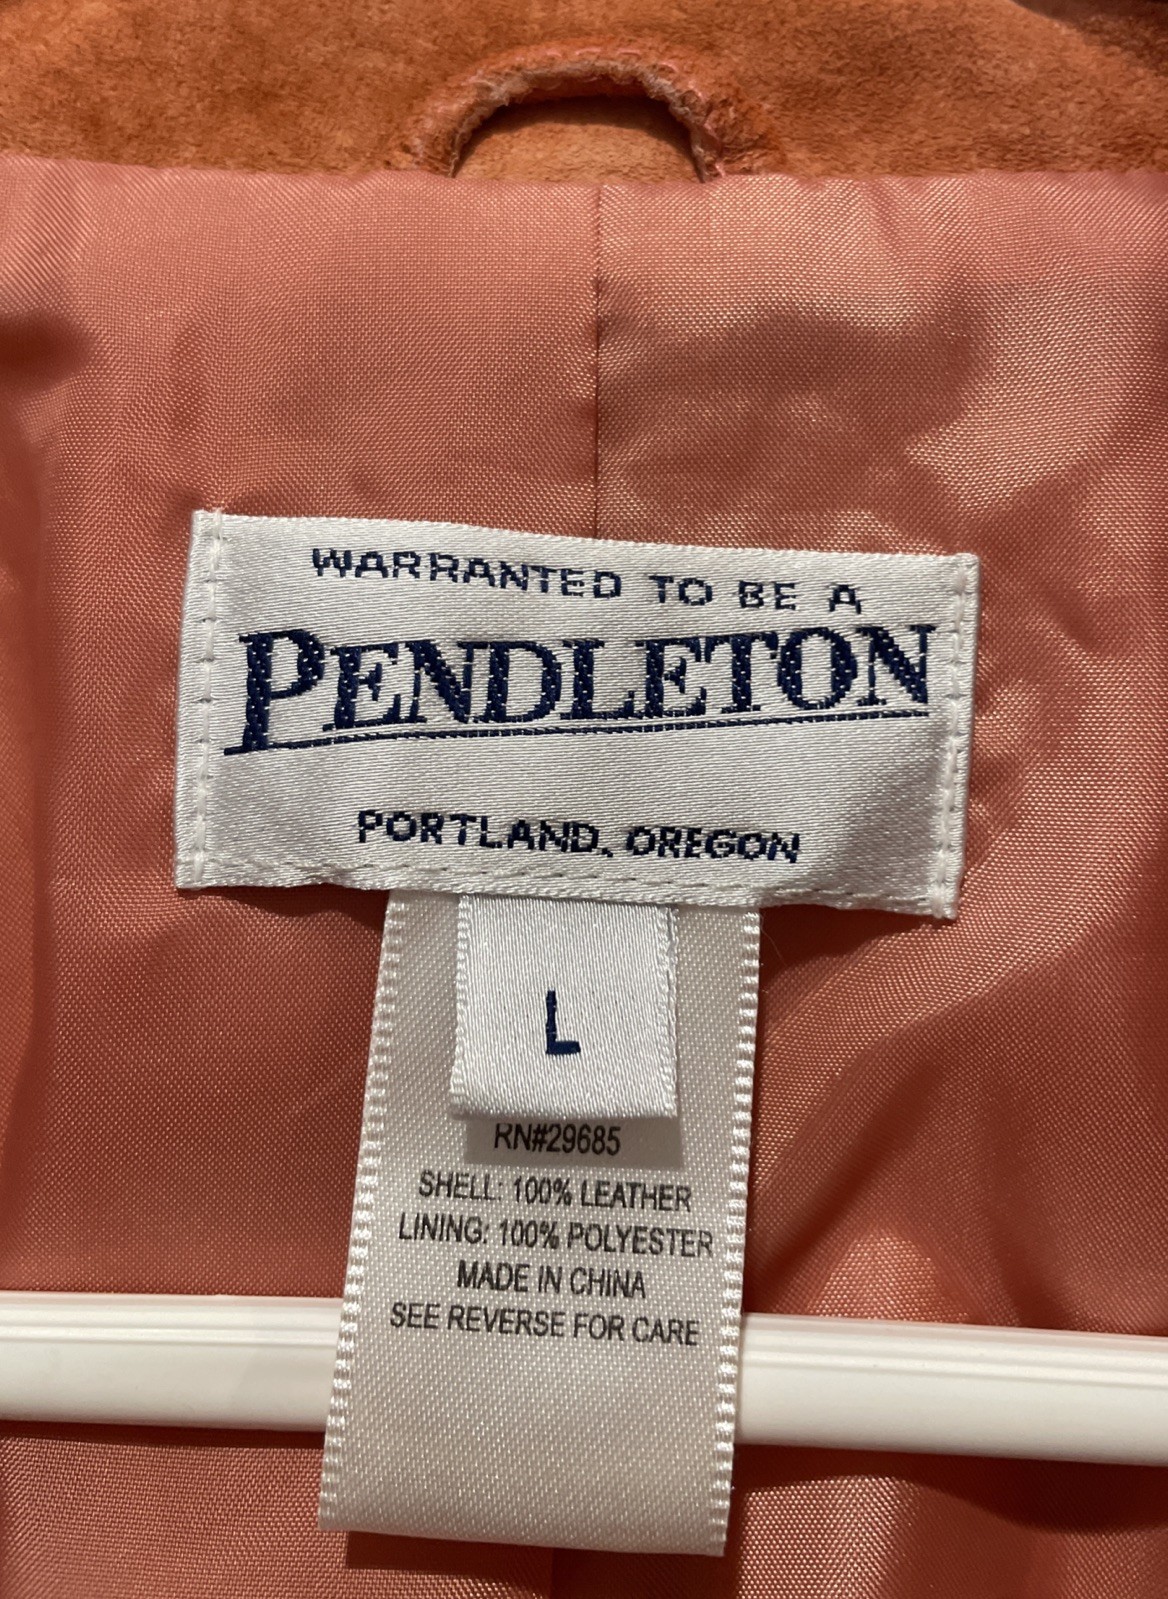 WARRANTED TO BE A
PENDLETON
PORTLAND, OREGON
L
RN#29685
SHELL: 100% LEATHER
LINING: 100% POLYESTER
MADE IN CHINA
SEE REVERSE FOR CARE